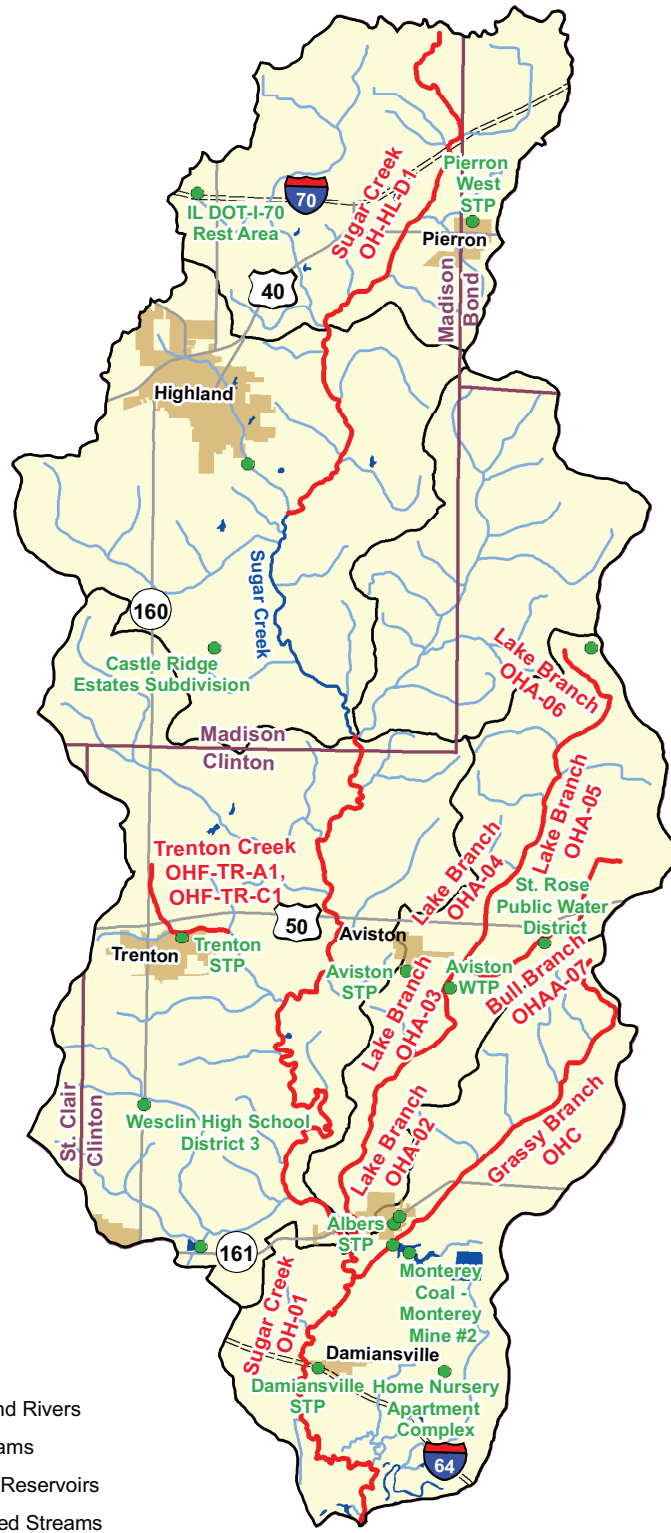 Sugar Creek
OH-HL-D1
Pierron
West
STP
70
IL DOT-I-70
Rest Area
Pierron
40
Madison
Bond
Highland
Sugar Creek
160
Castle Ridge
Estates Subdivision
Lake Branch
OHA-06
Madison
Clinton
Lake Branch
OHA-05
Lake Branch
OHA-04
Trenton Creek
OHF-TR-A1,
OHF-TR-C1
St. Rose
Public Water
District
50
Aviston
Trenton
Trenton
STP
Aviston
STP
Aviston
WTP
Bull Branch
OHAA-07
Lake Branch
OHA-03
St. Clair
Clinton
Wesclin High School
District 3
Lake Branch
OHA-02
Grassy Branch
OHC
Albers
STP
161
Monterey
Coal -
Monterey
Mine #2
Sugar Creek
OH-01
Damiansville
Damiansville
STP
Home Nursery
Apartment
Complex
64
nd Rivers
ams
Reservoirs
ed Streams